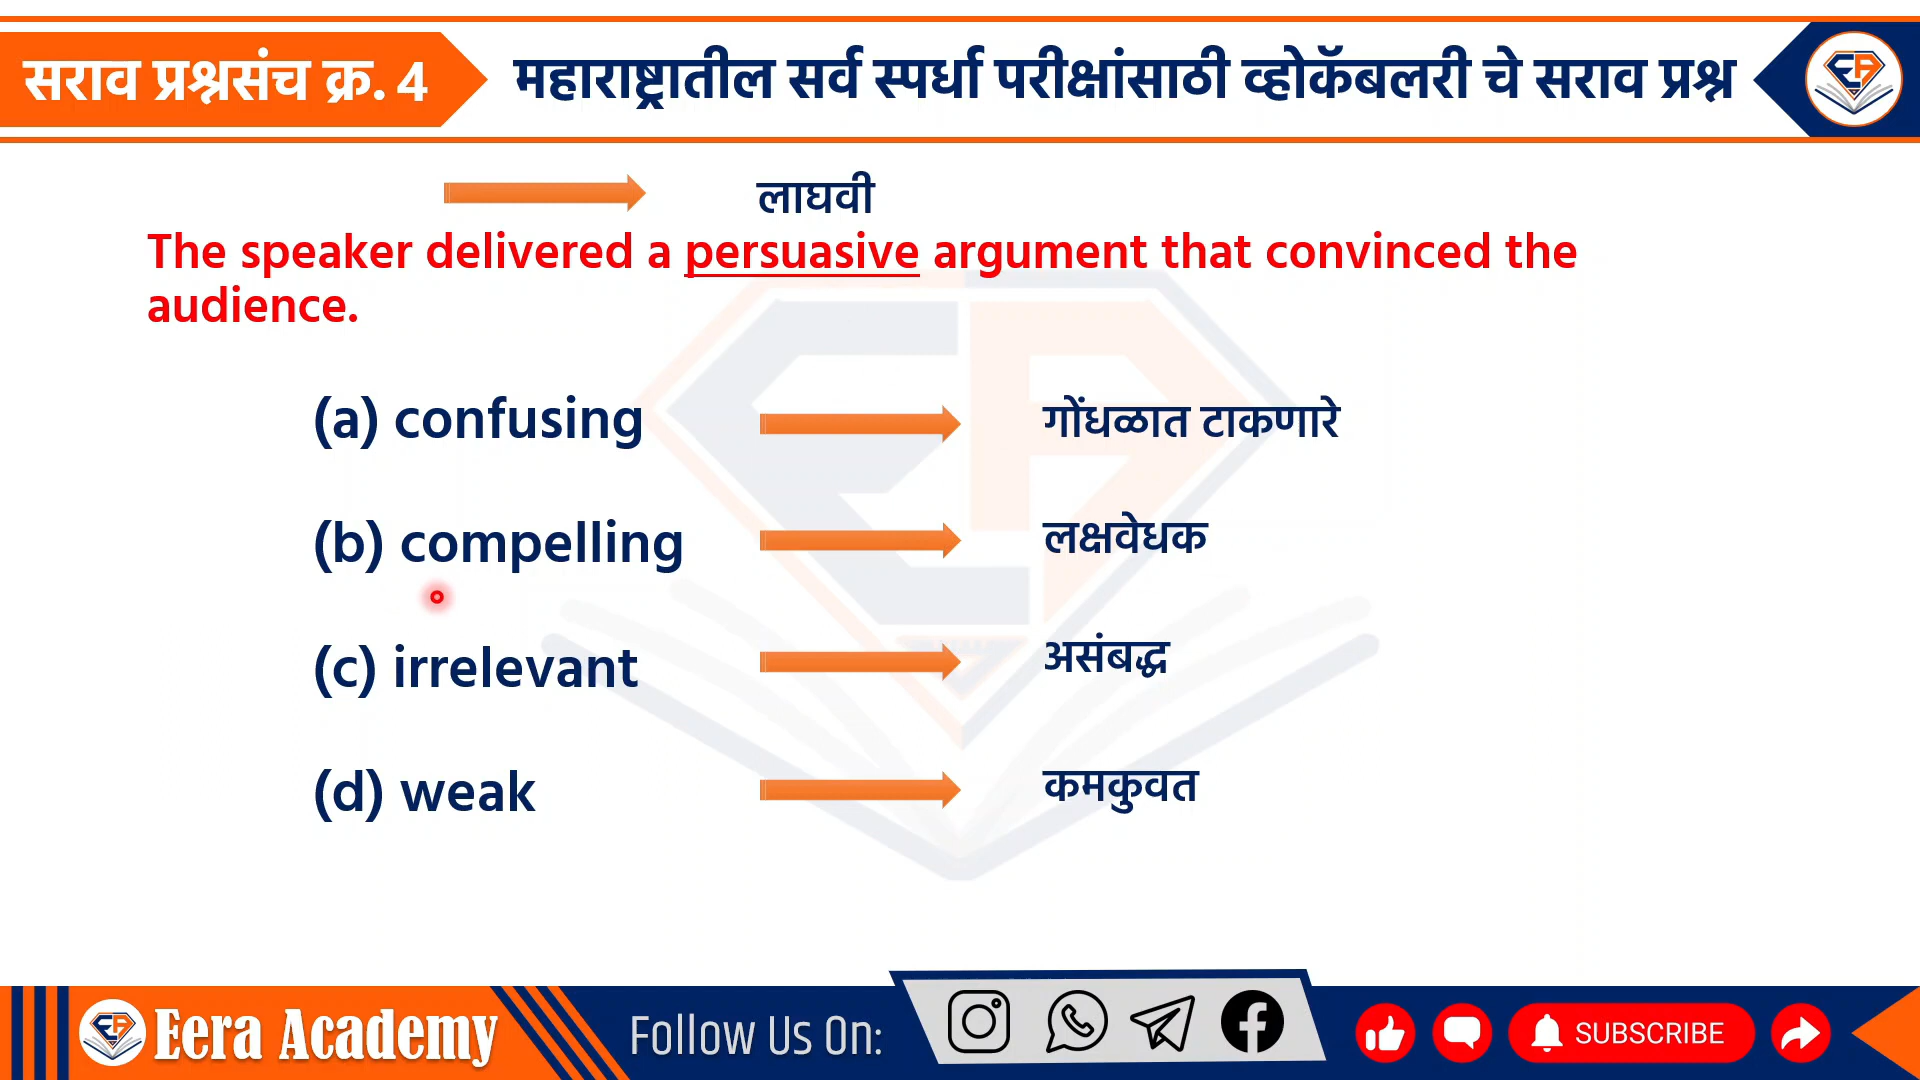 सराव प्रश्नसंच क्र. 4
महाराष्ट्रातील सर्व स्पर्धा परीक्षांसाठी व्होकॅबलरी चे सराव प्रश्न
लाघवी
The speaker delivered a persuasive argument that convinced the
audience.
(a) confusing
गोंधळात टाकणारे
(b) compelling
लक्षवेधक
(c) irrelevant
असंबद्ध
(d) weak
कमकुवत
Eera Academy
Follow Us On:
SUBSCRIBE